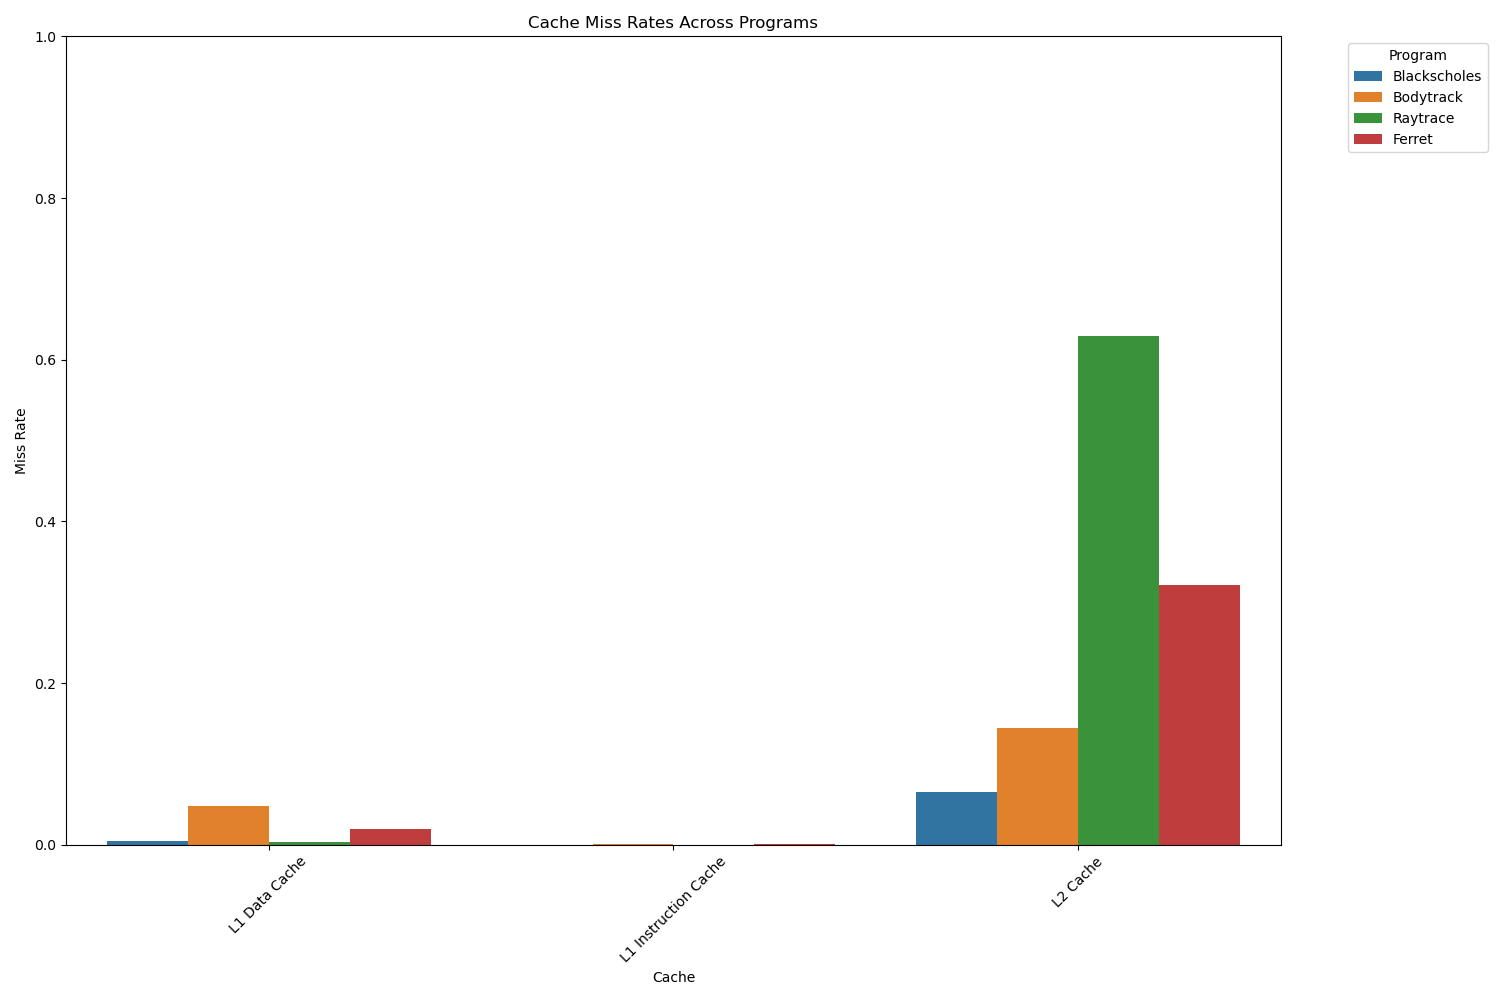 Cache Miss Rates Across Programs
Program
Blackscholes
Bodytrack
Raytrace
Ferret
Miss Rate
1.0
0.8
0.6
0.4
0.2
0.0
L1 Data Cache
L1 Instruction Cache
L2 Cache
Cache